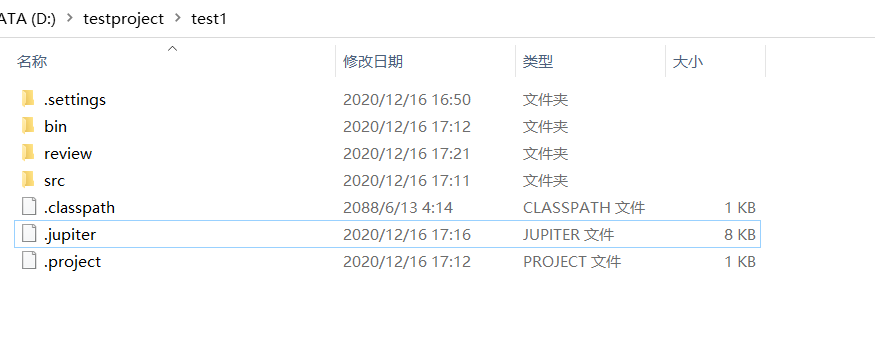 ATA (D:) > testproject > test1
名称 修改日期 类型 大小
.settings 2020/12/16 16:50 文件夹
bin 2020/12/16 17:12 文件夹
review 2020/12/16 17:21 文件夹
src 2020/12/16 17:11 文件夹
.classpath 2088/6/13 4:14 CLASSPATH 文件 1 KB
.jupiter 2020/12/16 17:16 JUPITER 文件 8 KB
.project 2020/12/16 17:12 PROJECT 文件 1 KB